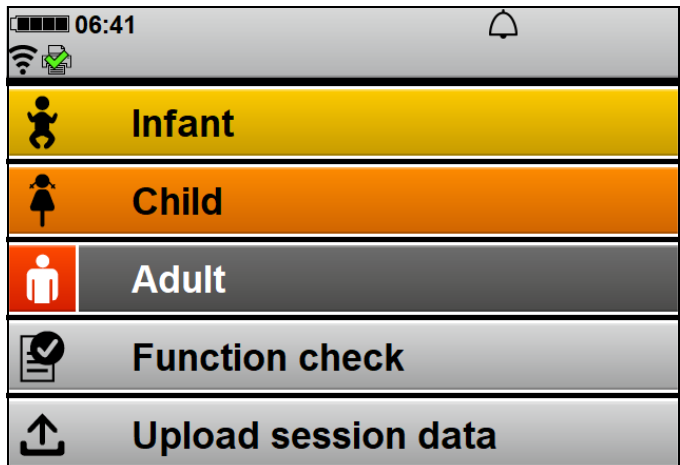 06:41
Infant
Child
Adult
Function check
Upload session data